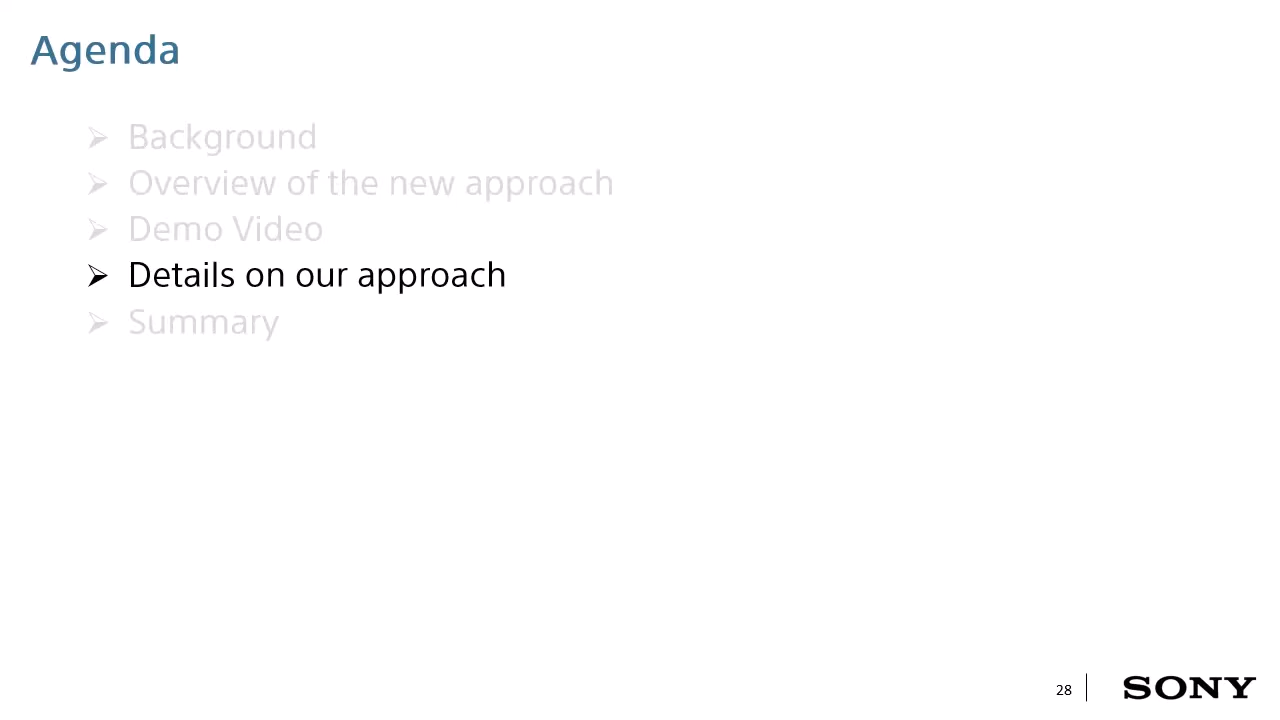 Agenda
➢ Background
➢ Overview of the new approach
➢ Demo Video
➢ Details on our approach
➢ Summary
28
SONY